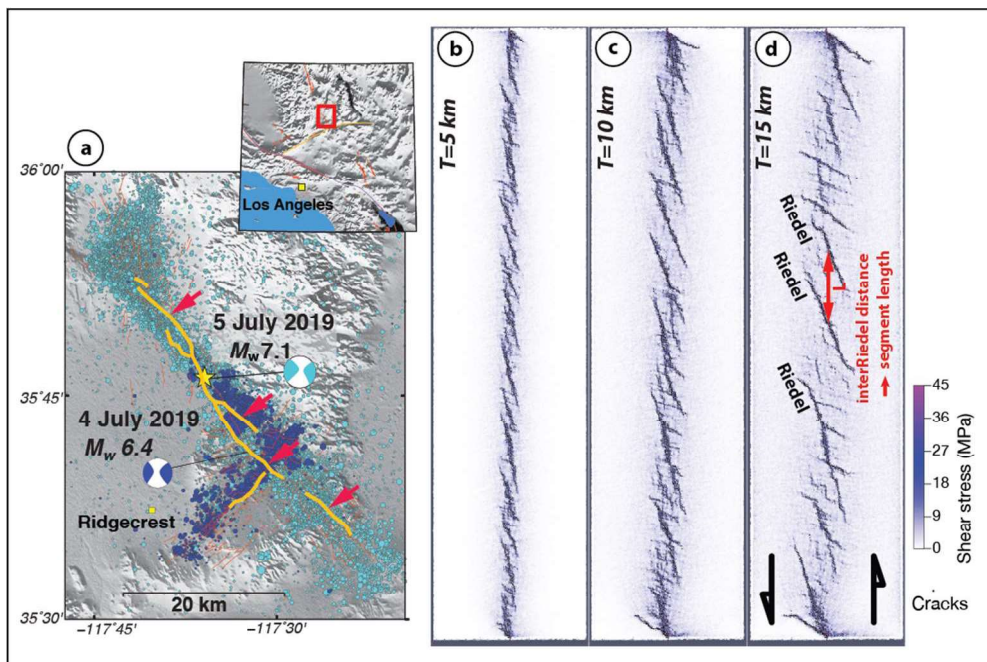 a
Los Angeles
36°00'
35°45'
35°30'
−117°45'
−117°30'
5 July 2019
Mw 7.1
4 July 2019
Mw 6.4
Ridgecrest
20 km
b
T=5 km
c
T=10 km
d
T=15 km
Riedel
Riedel
Riedel
L
interRiedel distance
→ segment length
45
36
27
18
9
0
Shear stress (MPa)
Cracks